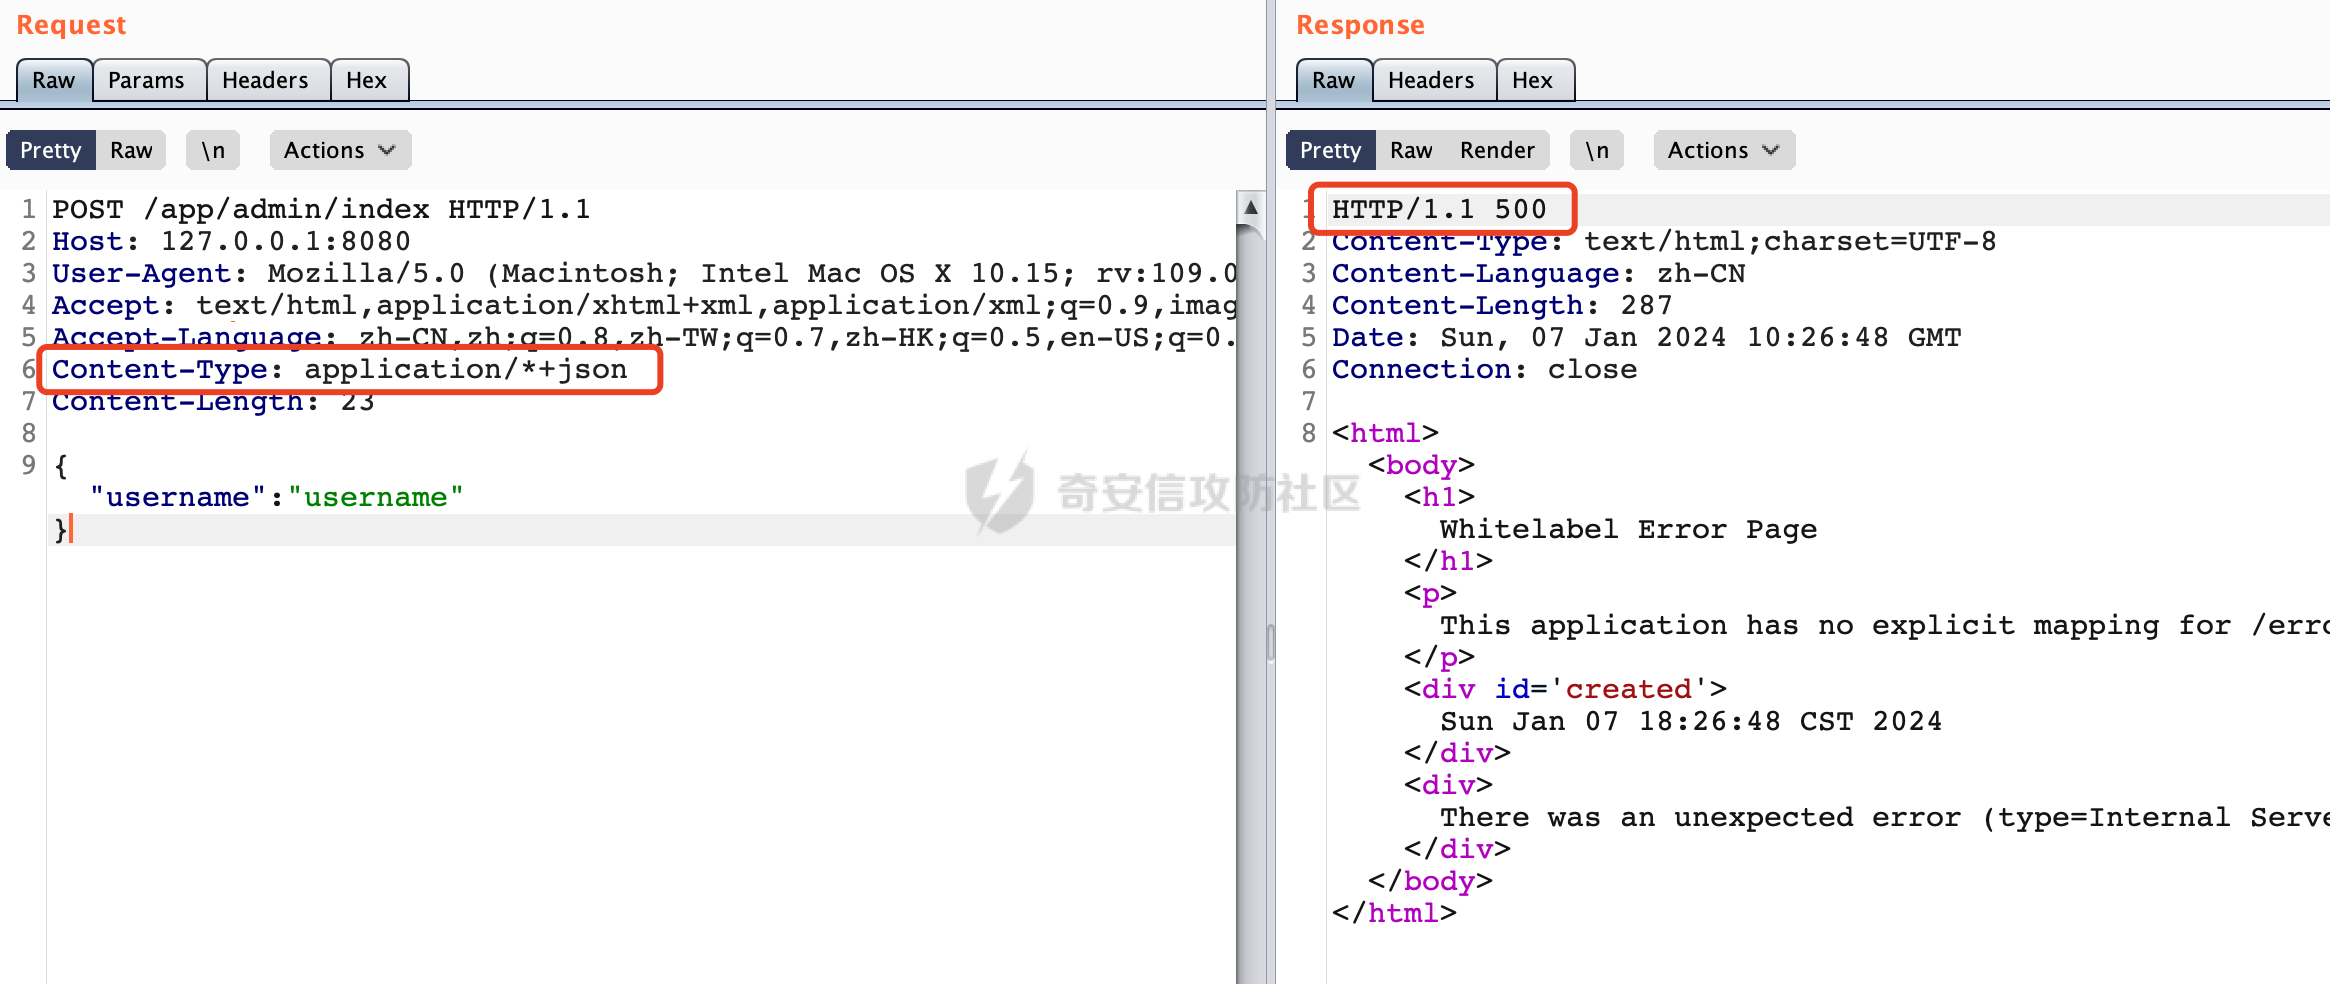 Request
Raw Params Headers Hex
Pretty Raw \n Actions
1 POST /app/admin/index HTTP/1.1
2 Host: 127.0.0.1:8080
3 User-Agent: Mozilla/5.0 (Macintosh; Intel Mac OS X 10.15; rv:109.0
4 Accept: text/html,application/xhtml+xml,application/xml;q=0.9,imag
5 Accept-Language: zh-CN,zh;q=0.8,zh-TW;q=0.7,zh-HK;q=0.5,en-US;q=0.
6 Content-Type: application/*+json
7 Content-Length: 23
8
9 {
"username":"username"
}
Response
Raw Headers Hex
Pretty Raw Render \n Actions
1 HTTP/1.1 500
2 Content-Type: text/html;charset=UTF-8
3 Content-Language: zh-CN
4 Content-Length: 287
5 Date: Sun, 07 Jan 2024 10:26:48 GMT
6 Connection: close
7
8 <html>
<body>
<h1>
Whitelabel Error Page
</h1>
<p>
This application has no explicit mapping for /erro
</p>
<div id='created'>
Sun Jan 07 18:26:48 CST 2024
</div>
<div>
There was an unexpected error (type=Internal Serve
</div>
</body>
</html>
奇安信攻防社区